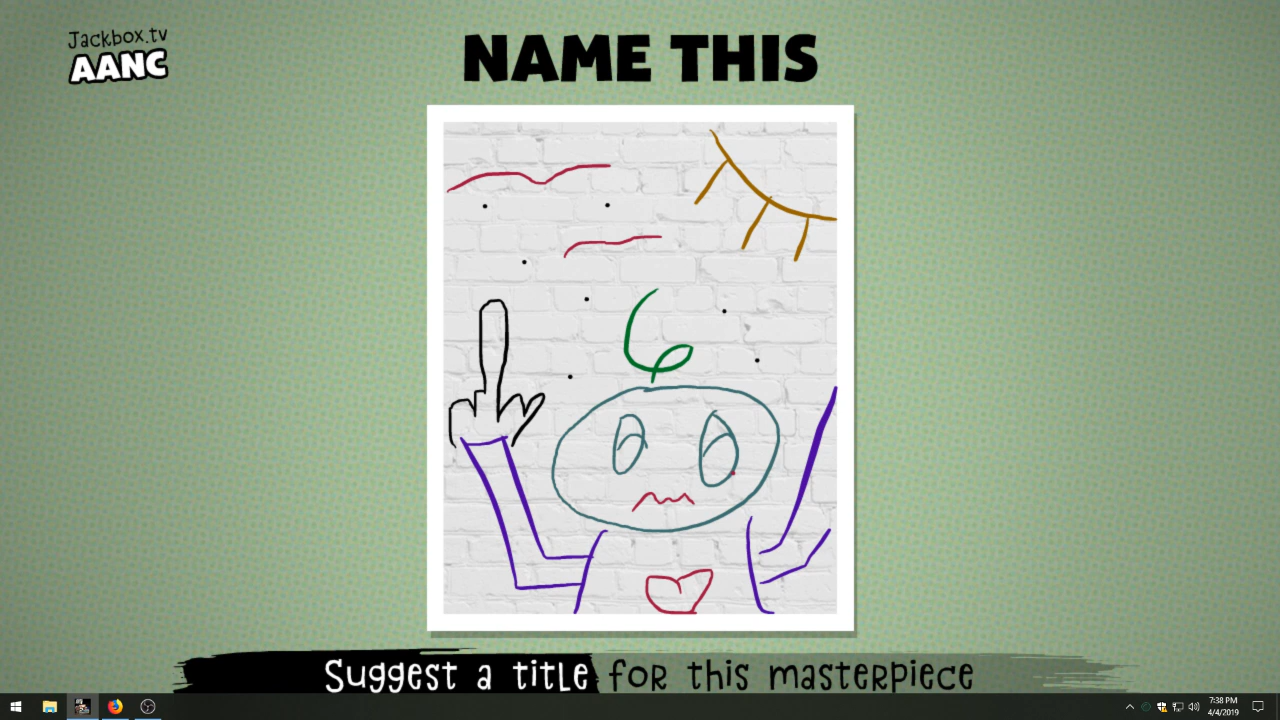 Jackbox.tv
AANC
NAME THIS
Suggest a title for this masterpiece
7:38 PM
4/4/2019